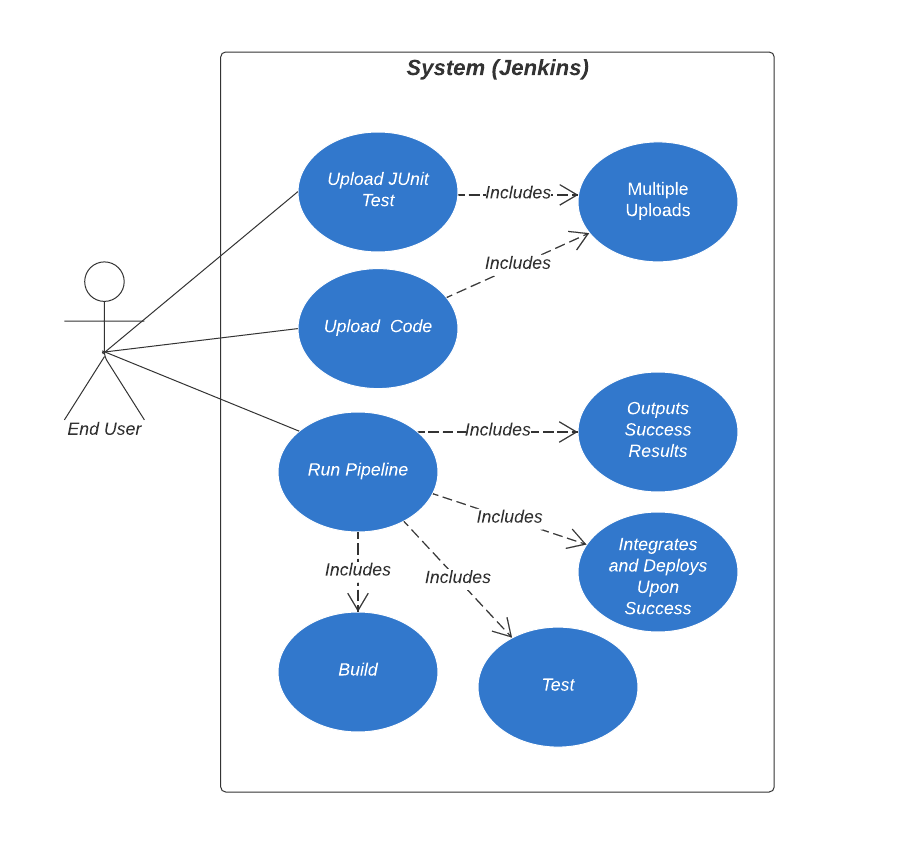 System (Jenkins)
Upload JUnit
Test
Includes
Multiple
Uploads
Includes
Upload  Code
End User
Run Pipeline
Includes
Outputs
Success
Results
Includes
Integrates
and Deploys
Upon
Success
Includes
Includes
Build
Test